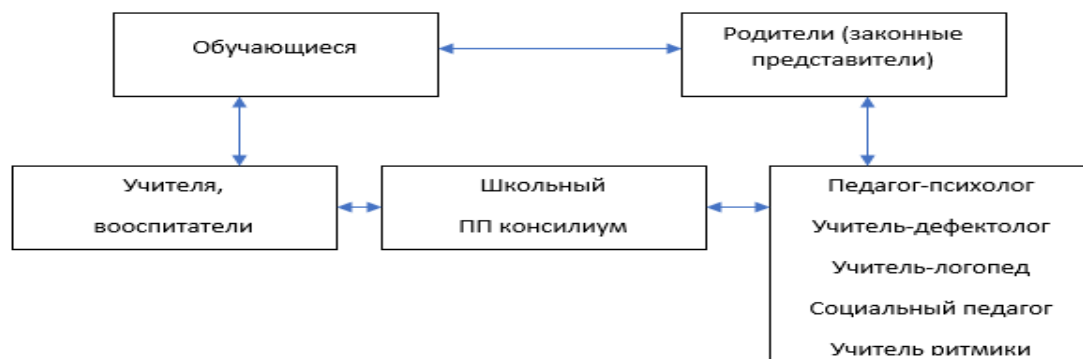 Обучающиеся
Родители (законные
представители)
Учителя,
вооспитатели
Школьный
ПП консилиум
Педагог-психолог
Учитель-дефектолог
Учитель-логопед
Социальный педагог
Учитель ритмики